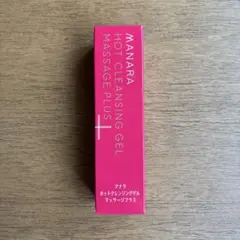 MANARA
HOT CLEANSING GEL
MASSAGE PLUS
マナラ
ホットクレンジングゲル
マッサージプラス